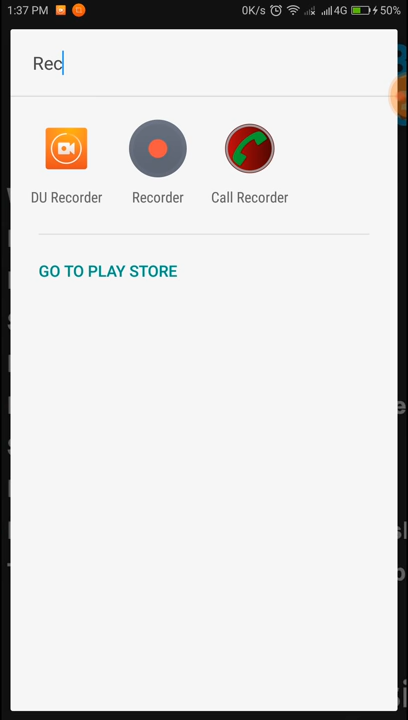 1:37 PM 0K/s 4G 50%
Rec
DU Recorder Recorder Call Recorder
GO TO PLAY STORE